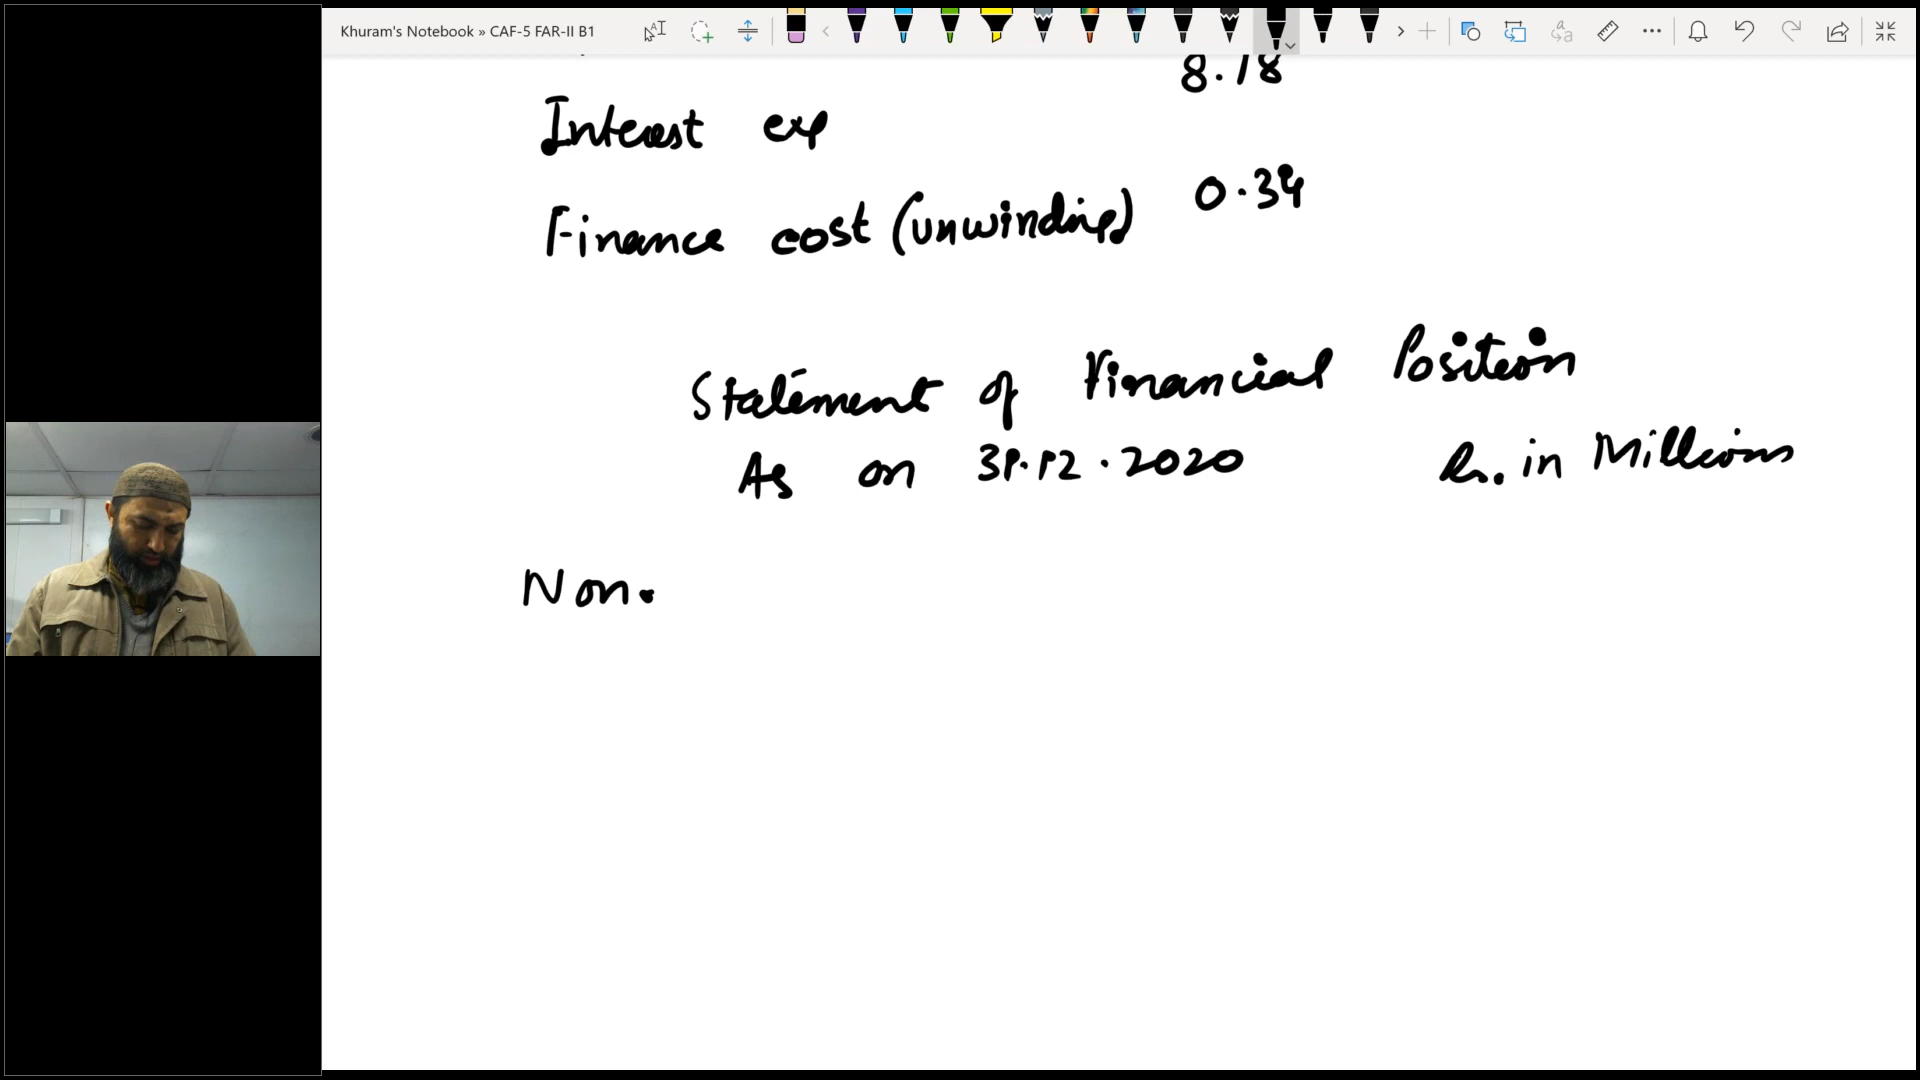 Khuram's Notebook » CAF-5 FAR-II B1
8.18
Interest exp
0.34
Finance cost (unwinding)
Statement of Financial Position
As on 31.12.2020 Rs. in Millions
Non-